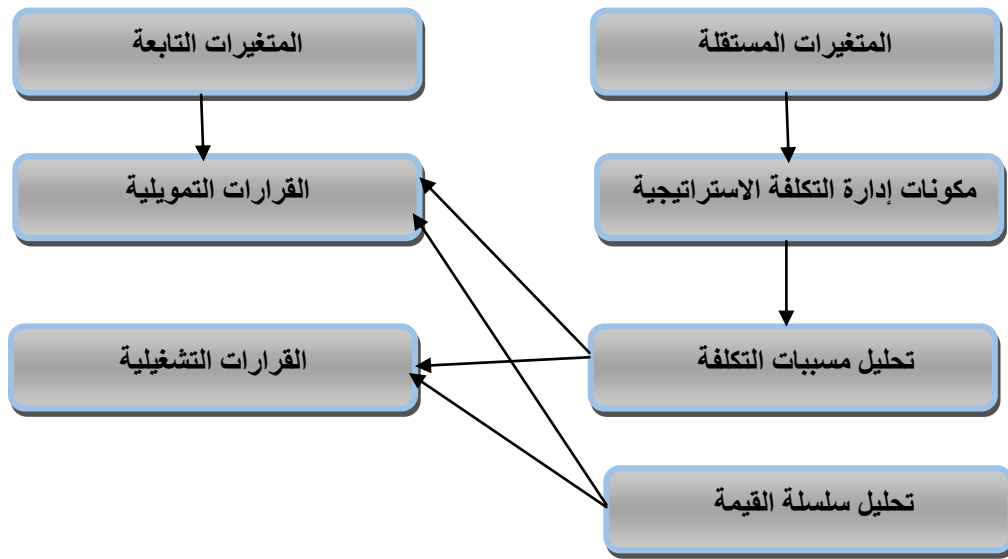 المتغيرات المستقلة
المتغيرات التابعة
مكونات إدارة التكلفة الاستراتيجية
القرارات التمويلية
تحليل مسببات التكلفة
القرارات التشغيلية
تحليل سلسلة القيمة